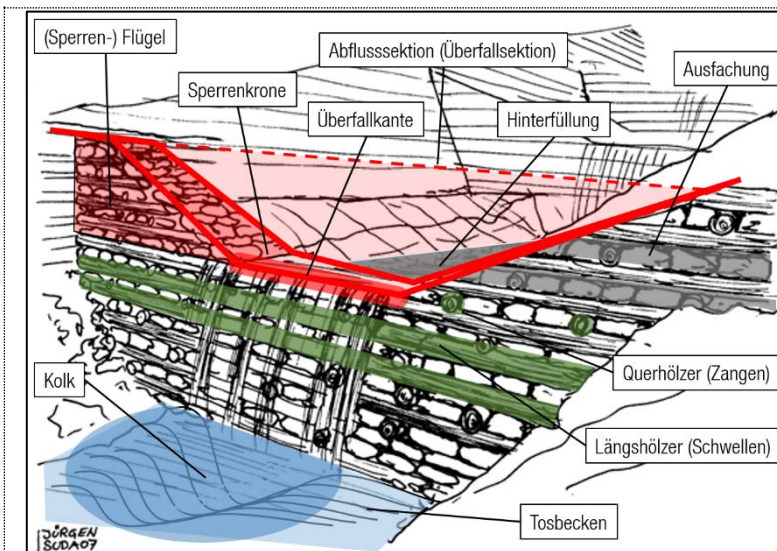 (Sperren-) Flügel
Abflusssektion (Überfallsektion)
Ausfachung
Sperrenkrone
Überfallkante
Hinterfüllung
Kolk
Querhölzer (Zangen)
Längshölzer (Schwellen)
Tosbecken
JÜRGEN
SUDA07